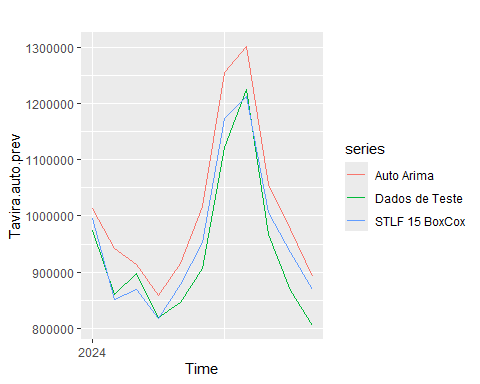 1300000
1200000
1100000
1000000
900000
800000
Tavira.auto.prev
2024
Time
series
Auto Arima
Dados de Teste
STLF 15 BoxCox